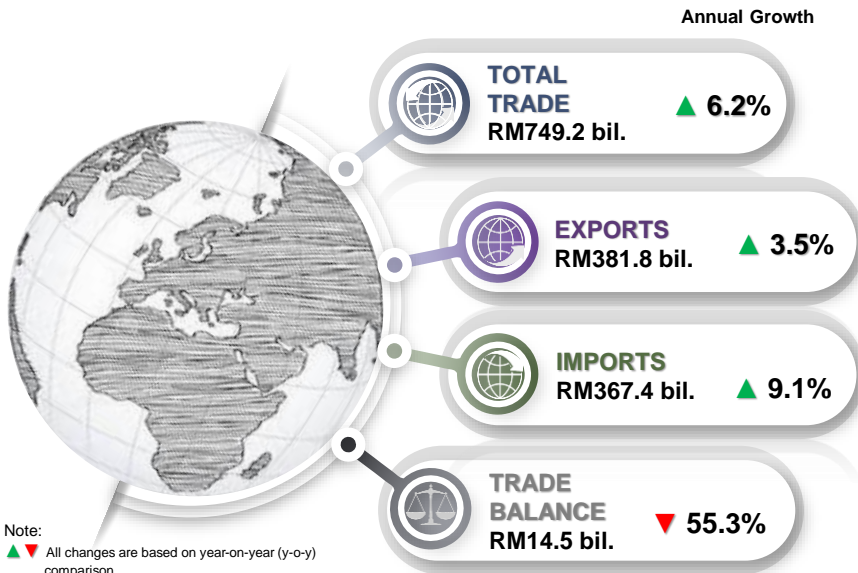 Annual Growth
TOTAL
TRADE
RM749.2 bil.
▲ 6.2%
EXPORTS
RM381.8 bil.
▲ 3.5%
IMPORTS
RM367.4 bil.
▲ 9.1%
TRADE
BALANCE
RM14.5 bil.
▼ 55.3%
Note:
▲ ▼ All changes are based on year-on-year (y-o-y)
comparison